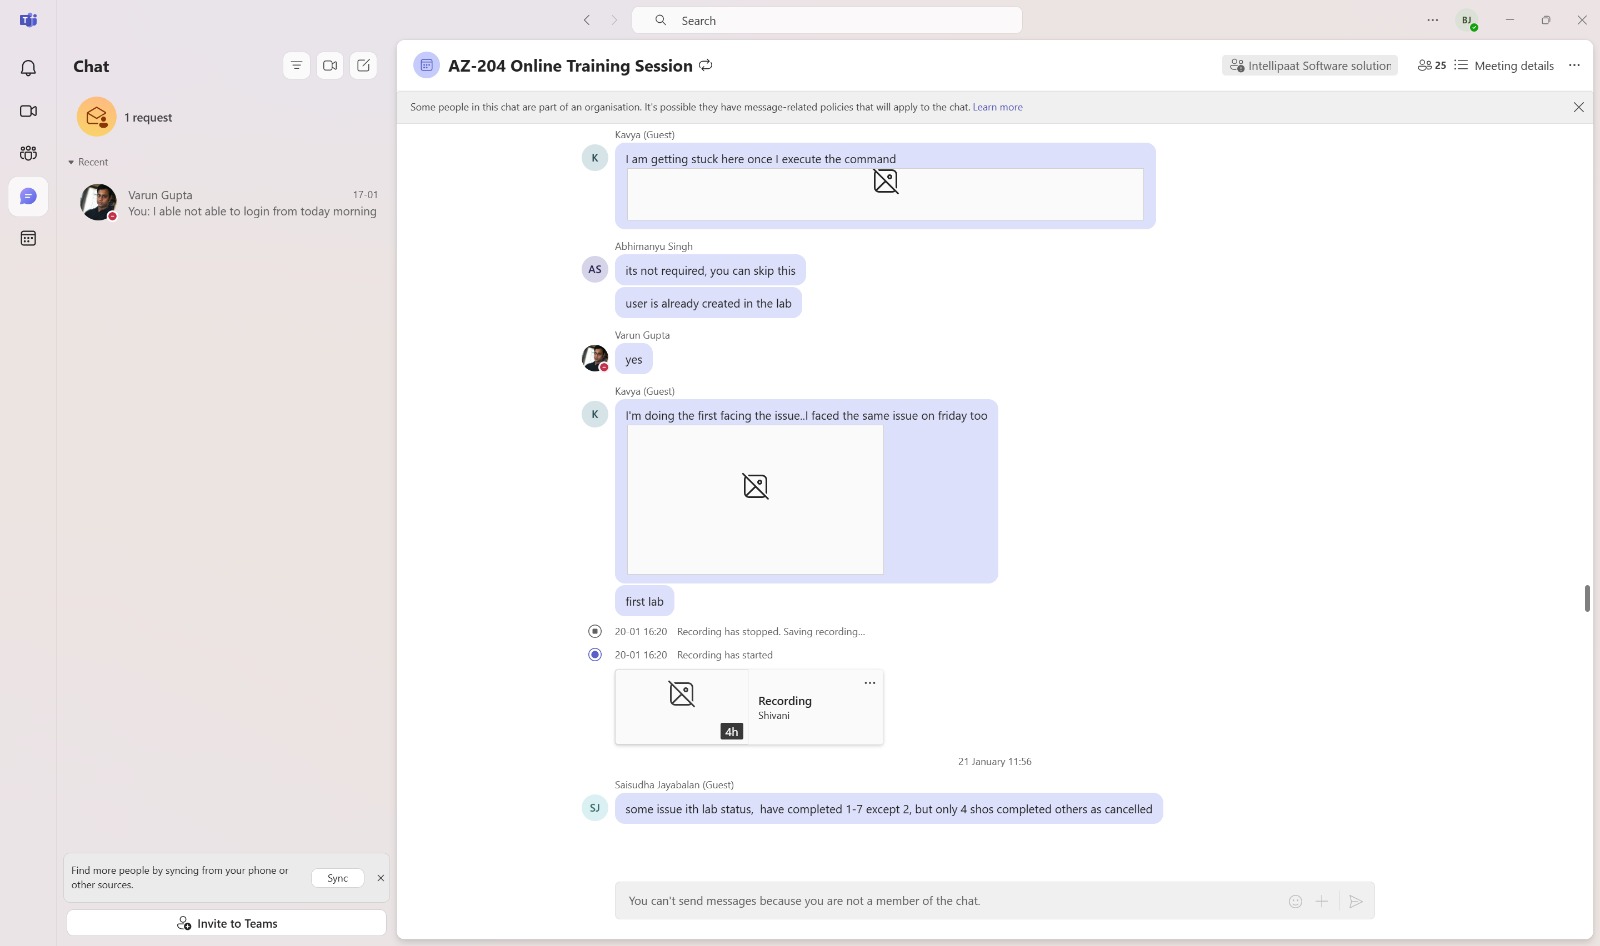 Search
BJ
Chat
AZ-204 Online Training Session
Intellipaat Software solution
25
Meeting details
1 request
Some people in this chat are part of an organisation. It's possible they have message-related policies that will apply to the chat. Learn more
Recent
Varun Gupta
17-01
You: I able not able to login from today morning
Kavya (Guest)
K
I am getting stuck here once I execute the command
Abhimanyu Singh
AS
its not required, you can skip this
user is already created in the lab
Varun Gupta
yes
Kavya (Guest)
K
I'm doing the first facing the issue..I faced the same issue on friday too
first lab
20-01 16:20 Recording has stopped. Saving recording...
20-01 16:20 Recording has started
Recording
Shivani
4h
21 January 11:56
Saisudha Jayabalan (Guest)
SJ
some issue ith lab status,  have completed 1-7 except 2, but only 4 shos completed others as cancelled
Find more people by syncing from your phone or
other sources.
Sync
Invite to Teams
You can't send messages because you are not a member of the chat.